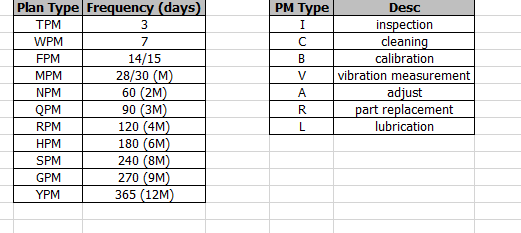 Plan Type Frequency (days) PM Type Desc
TPM 3 I inspection
WPM 7 C cleaning
FPM 14/15 B calibration
MPM 28/30 (M) V vibration measurement
NPM 60 (2M) A adjust
QPM 90 (3M) R part replacement
RPM 120 (4M) L lubrication
HPM 180 (6M)
SPM 240 (8M)
GPM 270 (9M)
YPM 365 (12M)